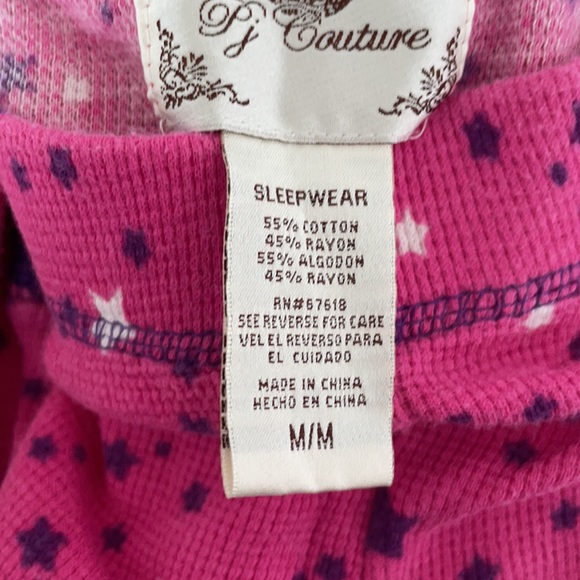 Pj Couture
SLEEPWEAR
55% COTTON
45% RAYON
55% ALGODON
45% RAYON
RN#67618
SEE REVERSE FOR CARE
VEL EL REVERSO PARA
EL CUIDADO
MADE IN CHINA
HECHO EN CHINA
M/M